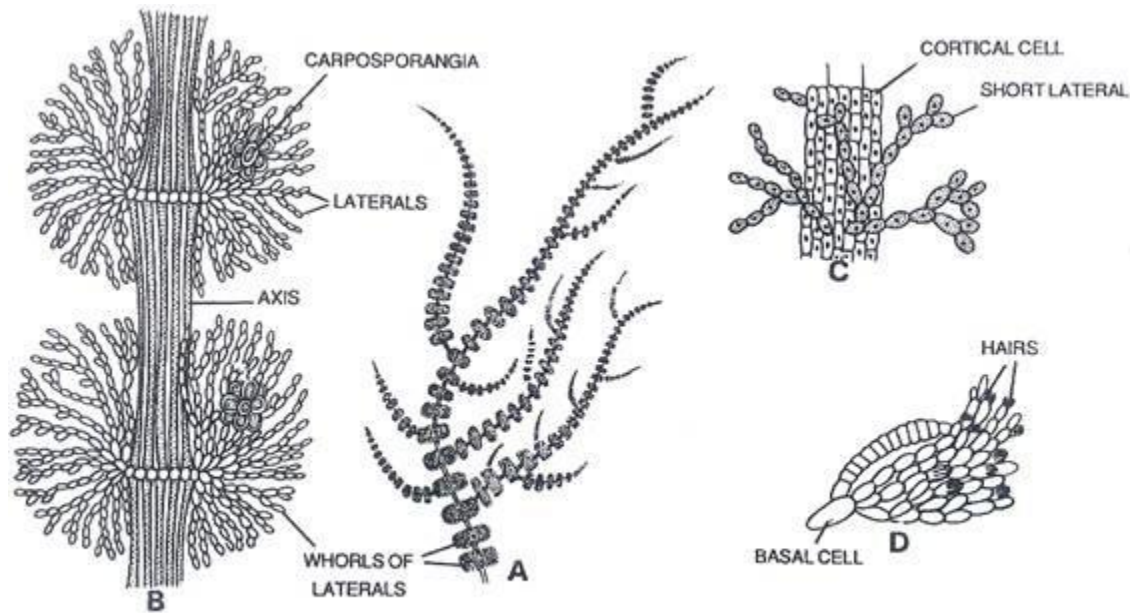 CARPOSPORANGIA
LATERALS
AXIS
WHORLS OF
LATERALS
B
A
CORTICAL CELL
SHORT LATERAL
C
HAIRS
BASAL CELL
D